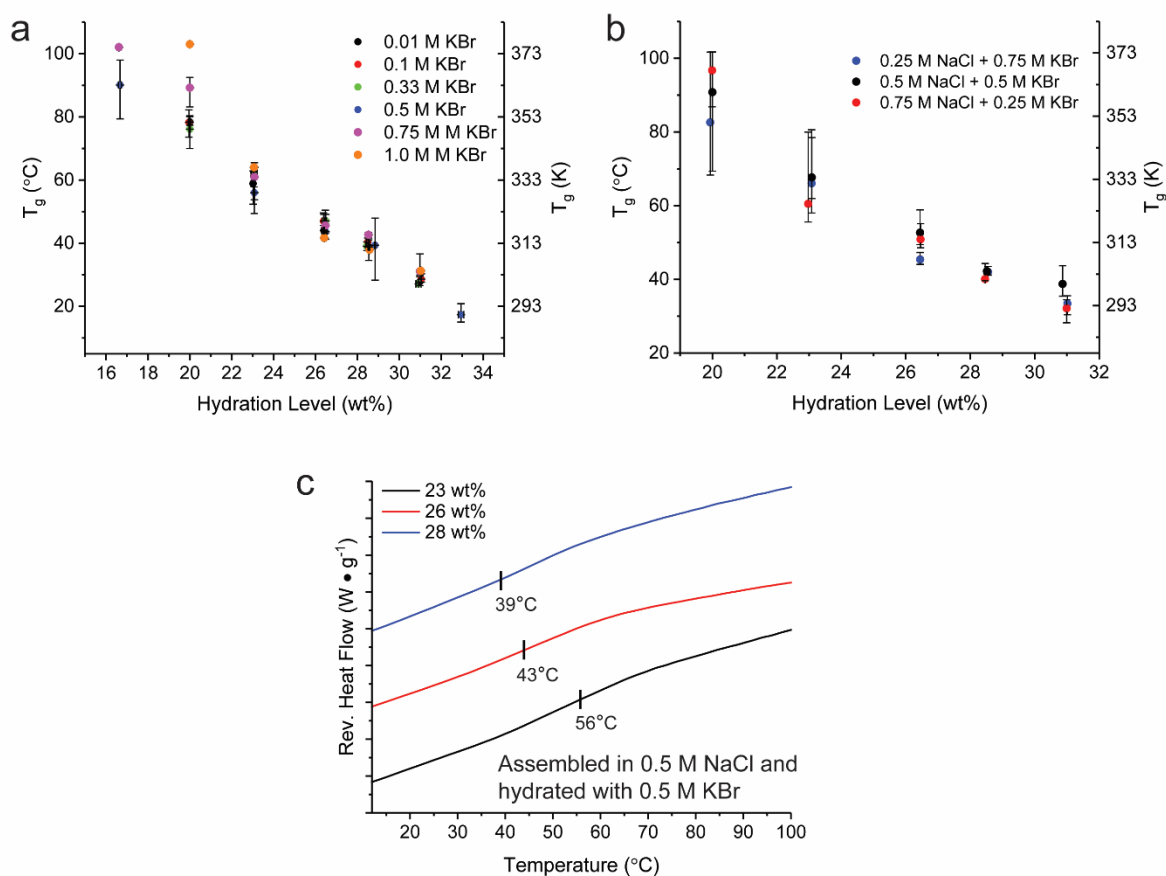 a
T_g (°C)
100
80
60
40
20
0.01 M KBr
0.1 M KBr
0.33 M KBr
0.5 M KBr
0.75 M M KBr
1.0 M M KBr
373
353
333
313
293
T_g (K)
16 18 20 22 24 26 28 30 32 34
Hydration Level (wt%)
b
T_g (°C)
100
80
60
40
20
0.25 M NaCl + 0.75 M KBr
0.5 M NaCl + 0.5 M KBr
0.75 M NaCl + 0.25 M KBr
373
353
333
313
293
T_g (K)
20 22 24 26 28 30 32
Hydration Level (wt%)
c
23 wt%
26 wt%
28 wt%
Rev. Heat Flow (W • g⁻¹)
39°C
43°C
56°C
Assembled in 0.5 M NaCl and
hydrated with 0.5 M KBr
20 30 40 50 60 70 80 90 100
Temperature (°C)